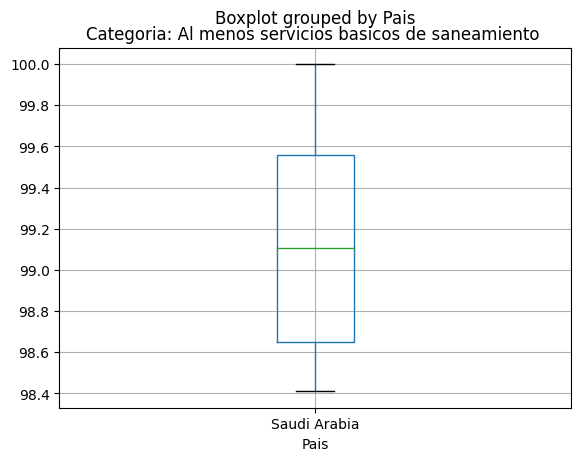 Boxplot grouped by Pais
Categoria: Al menos servicios basicos de saneamiento
100.0
99.8
99.6
99.4
99.2
99.0
98.8
98.6
98.4
Saudi Arabia
Pais